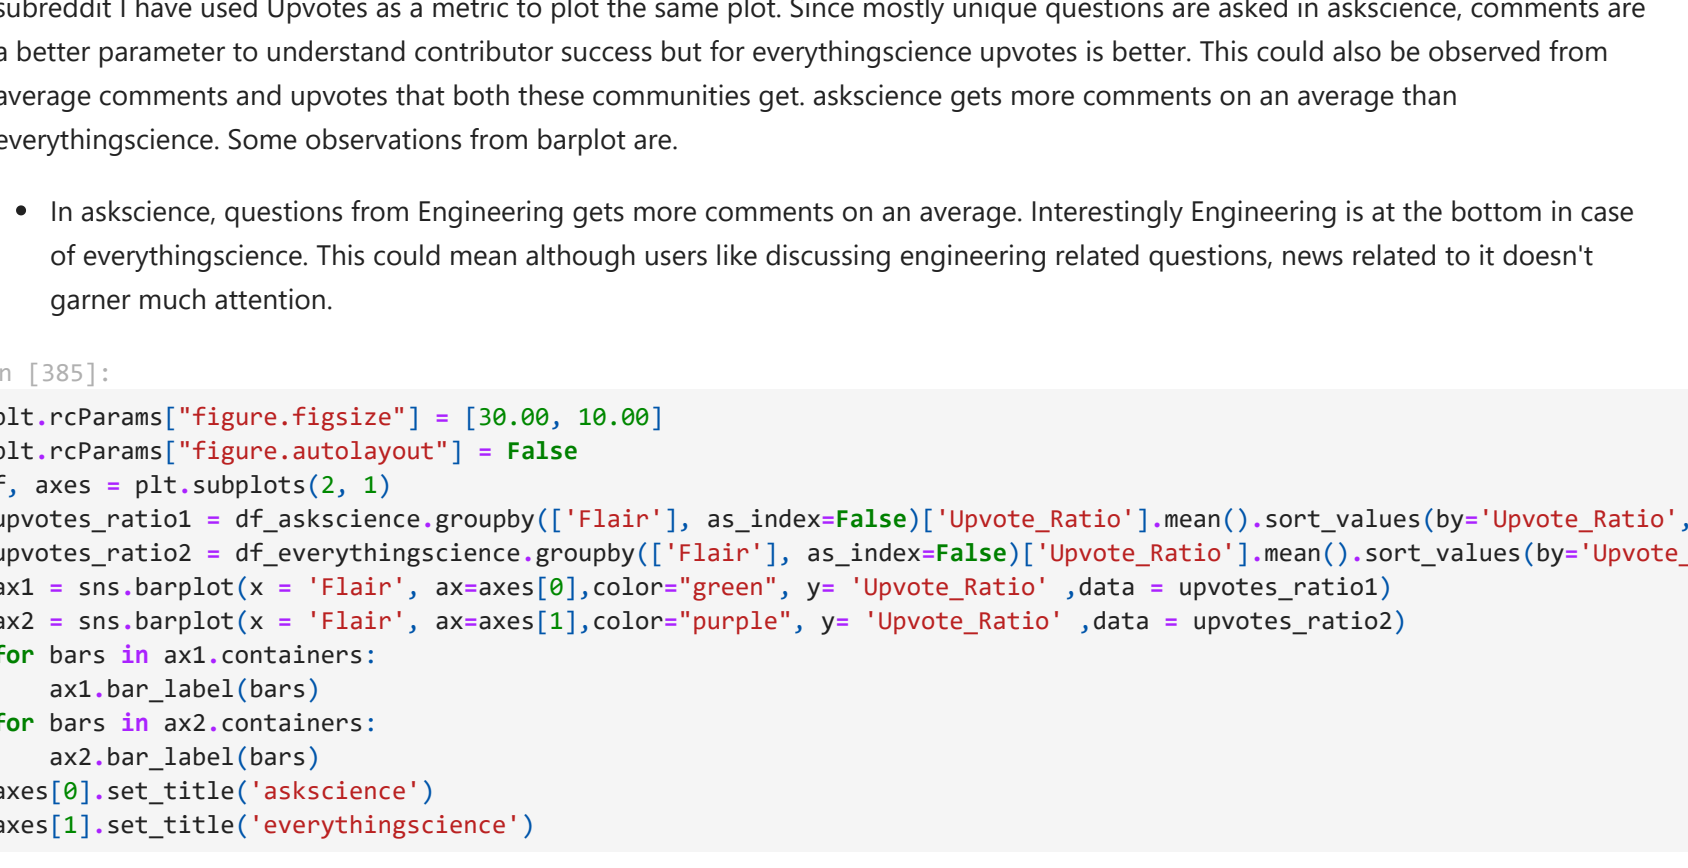 subreddit I have used Upvotes as a metric to plot the same plot. Since mostly unique questions are asked in askscience, comments are
a better parameter to understand contributor success but for everythingscience upvotes is better. This could also be observed from
average comments and upvotes that both these communities get. askscience gets more comments on an average than
everythingscience. Some observations from barplot are.
• In askscience, questions from Engineering gets more comments on an average. Interestingly Engineering is at the bottom in case
of everythingscience. This could mean although users like discussing engineering related questions, news related to it doesn't
garner much attention.
n [385]:
plt.rcParams["figure.figsize"] = [30.00, 10.00]
plt.rcParams["figure.autolayout"] = False
f, axes = plt.subplots(2, 1)
upvotes_ratio1 = df_askscience.groupby(['Flair'], as_index=False)['Upvote_Ratio'].mean().sort_values(by='Upvote_Ratio',
upvotes_ratio2 = df_everythingscience.groupby(['Flair'], as_index=False)['Upvote_Ratio'].mean().sort_values(by='Upvote_
ax1 = sns.barplot(x = 'Flair', ax=axes[0],color="green", y= 'Upvote_Ratio' ,data = upvotes_ratio1)
ax2 = sns.barplot(x = 'Flair', ax=axes[1],color="purple", y= 'Upvote_Ratio' ,data = upvotes_ratio2)
for bars in ax1.containers:
    ax1.bar_label(bars)
for bars in ax2.containers:
    ax2.bar_label(bars)
axes[0].set_title('askscience')
axes[1].set_title('everythingscience')